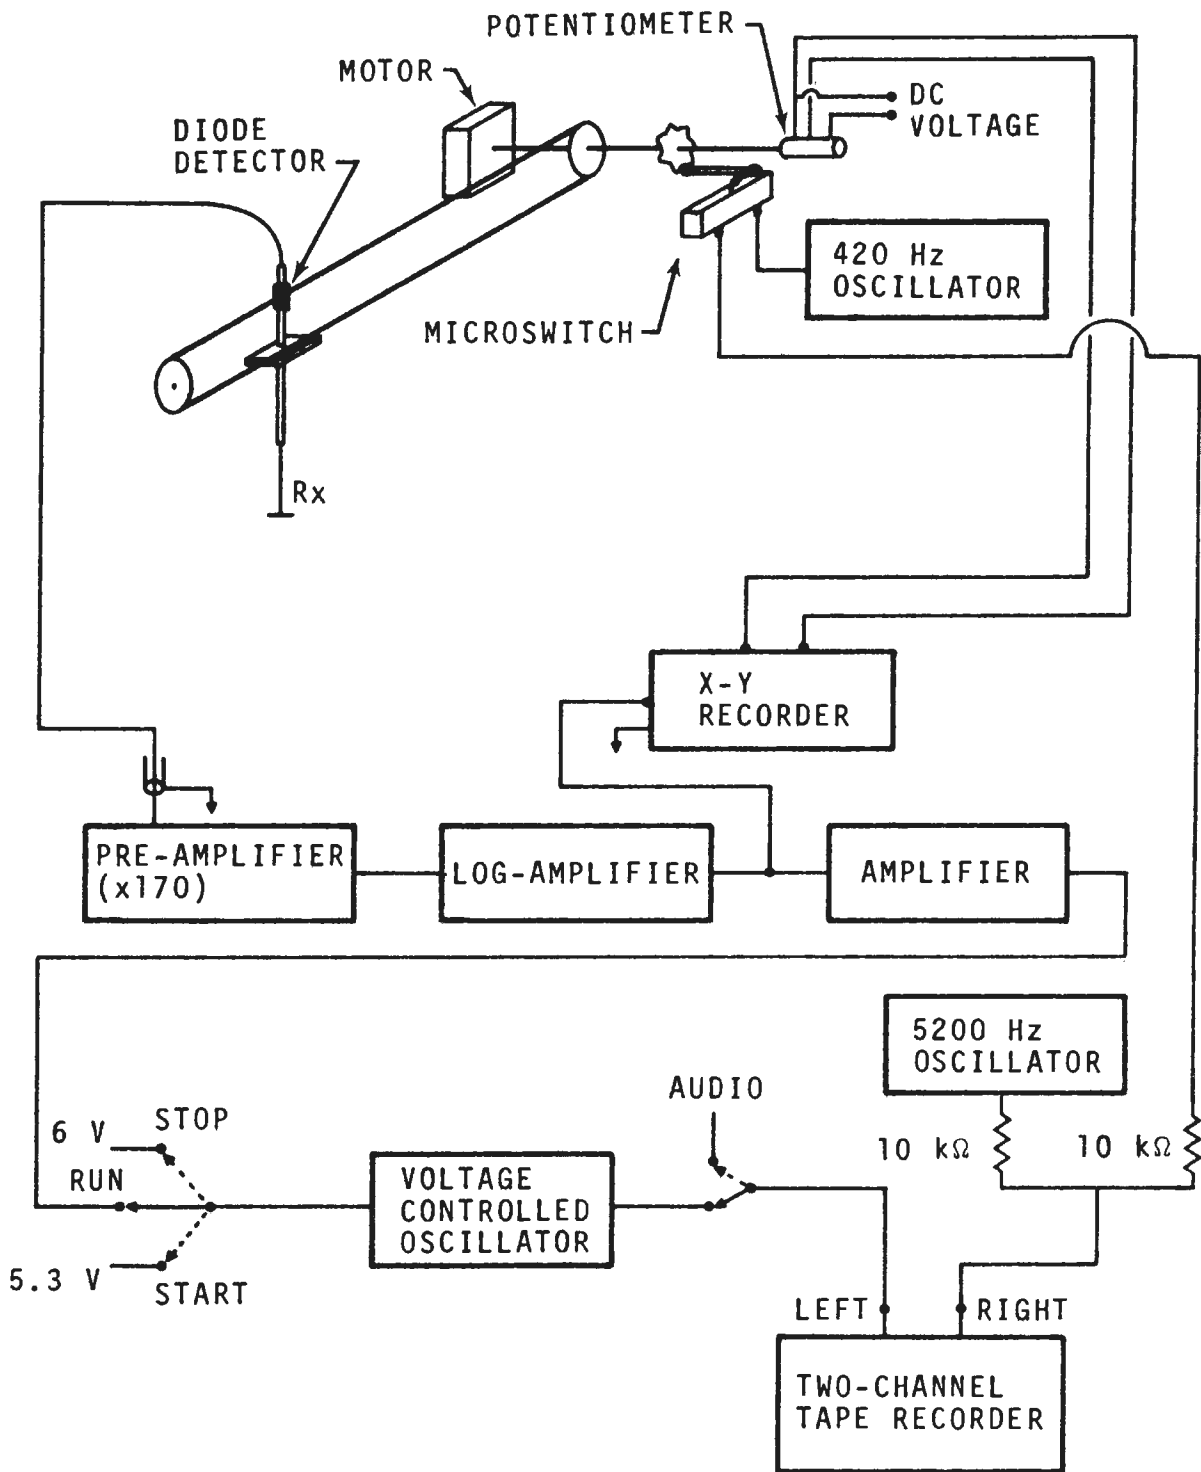 POTENTIOMETER
MOTOR
DIODE
DETECTOR
DC
VOLTAGE
420 Hz
OSCILLATOR
MICROSWITCH
Rx
X-Y
RECORDER
PRE-AMPLIFIER
(x170)
LOG-AMPLIFIER
AMPLIFIER
5200 Hz
OSCILLATOR
AUDIO
STOP
6 V
RUN
10 kΩ
10 kΩ
VOLTAGE
CONTROLLED
OSCILLATOR
5.3 V
START
LEFT
RIGHT
TWO-CHANNEL
TAPE RECORDER